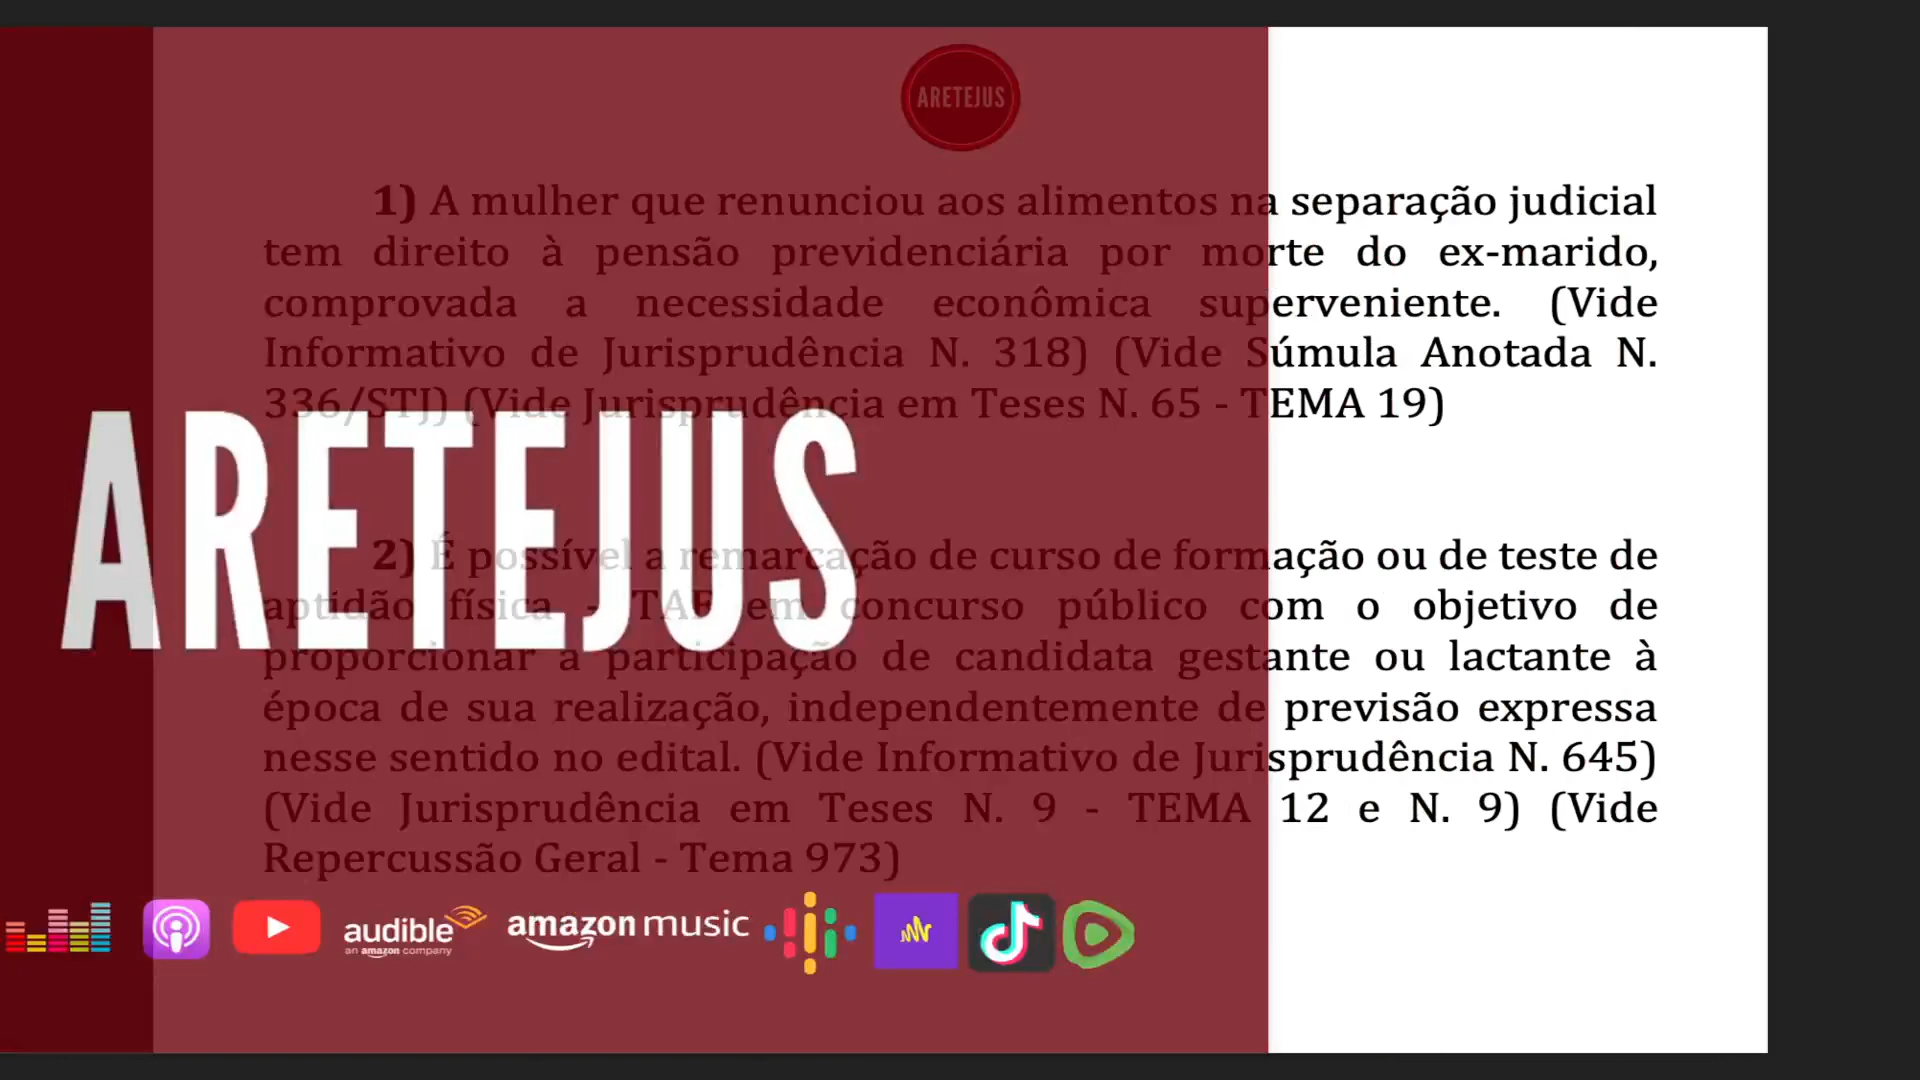 ARETEJUS
1) A mulher que renunciou aos alimentos na separação judicial
tem direito à pensão previdenciária por morte do ex-marido,
comprovada a necessidade econômica superveniente. (Vide
Informativo de Jurisprudência N. 318) (Vide Súmula Anotada N.
336/STJ) (Vide Jurisprudência em Teses N. 65 - TEMA 19)
ARETEJUS
2) É possível a remarcação de curso de formação ou de teste de
aptidão física - TAF em concurso público com o objetivo de
proporcionar a participação de candidata gestante ou lactante à
época de sua realização, independentemente de previsão expressa
nesse sentido no edital. (Vide Informativo de Jurisprudência N. 645)
(Vide Jurisprudência em Teses N. 9 - TEMA 12 e N. 9) (Vide
Repercussão Geral - Tema 973)
audible
an amazon company
amazon music